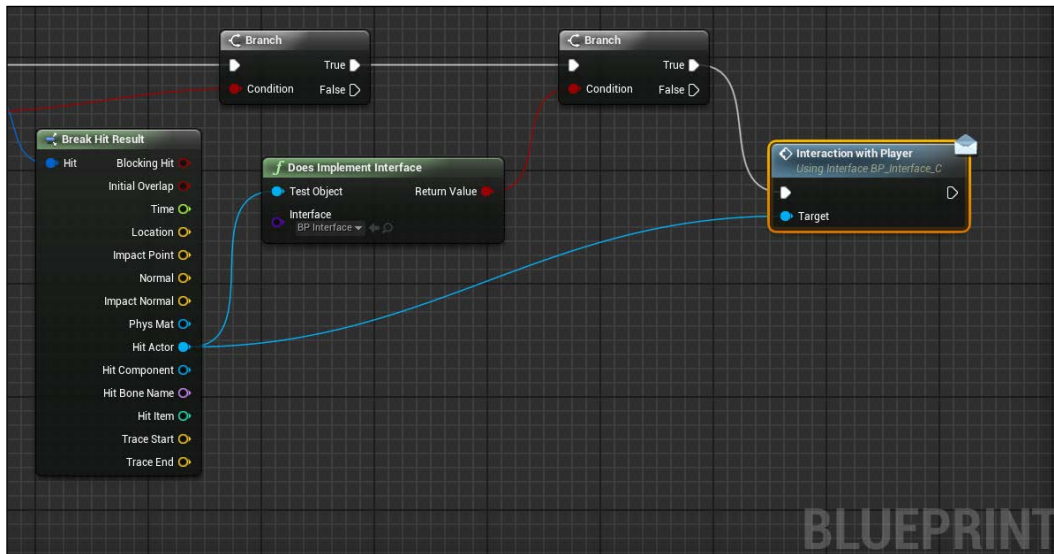 Branch
True
Condition
False
Branch
True
Condition
False
Break Hit Result
Hit
Blocking Hit
Initial Overlap
Time
Location
Impact Point
Normal
Impact Normal
Phys Mat
Hit Actor
Hit Component
Hit Bone Name
Hit Item
Trace Start
Trace End
f Does Implement Interface
Test Object
Return Value
Interface
BP Interface
Interaction with Player
Using Interface BP_Interface_C
Target
BLUEPRINT